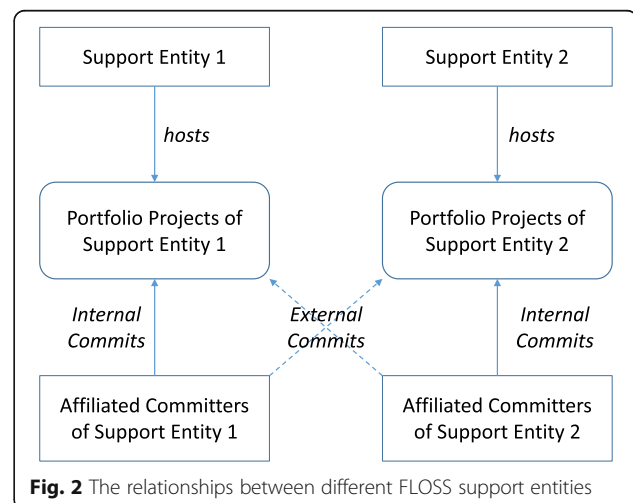 Support Entity 1
Support Entity 2
hosts
hosts
Portfolio Projects of
Support Entity 1
Portfolio Projects of
Support Entity 2
Internal
Commits
External
Commits
Internal
Commits
Affiliated Committers
of Support Entity 1
Affiliated Committers
of Support Entity 2
Fig. 2 The relationships between different FLOSS support entities